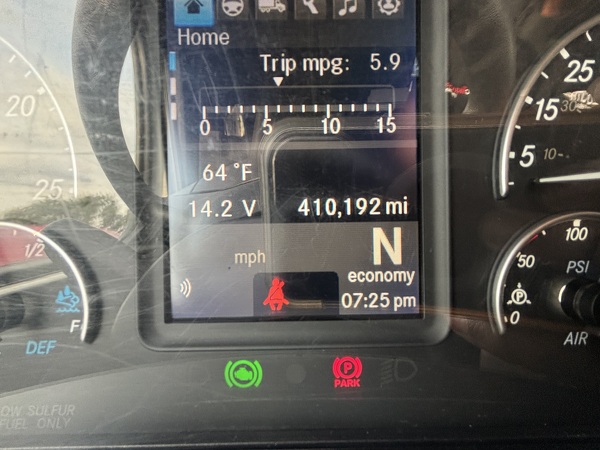 Home
Trip mpg: 5.9
0 5 10 15
64 °F
14.2 V 410,192 mi
mph N
economy
07:25 pm
20
25
1/2
F
DEF
25
15 30
5 10
100
50
PSI
0
AIR
P
PARK
OW SULFUR
FUEL ONLY